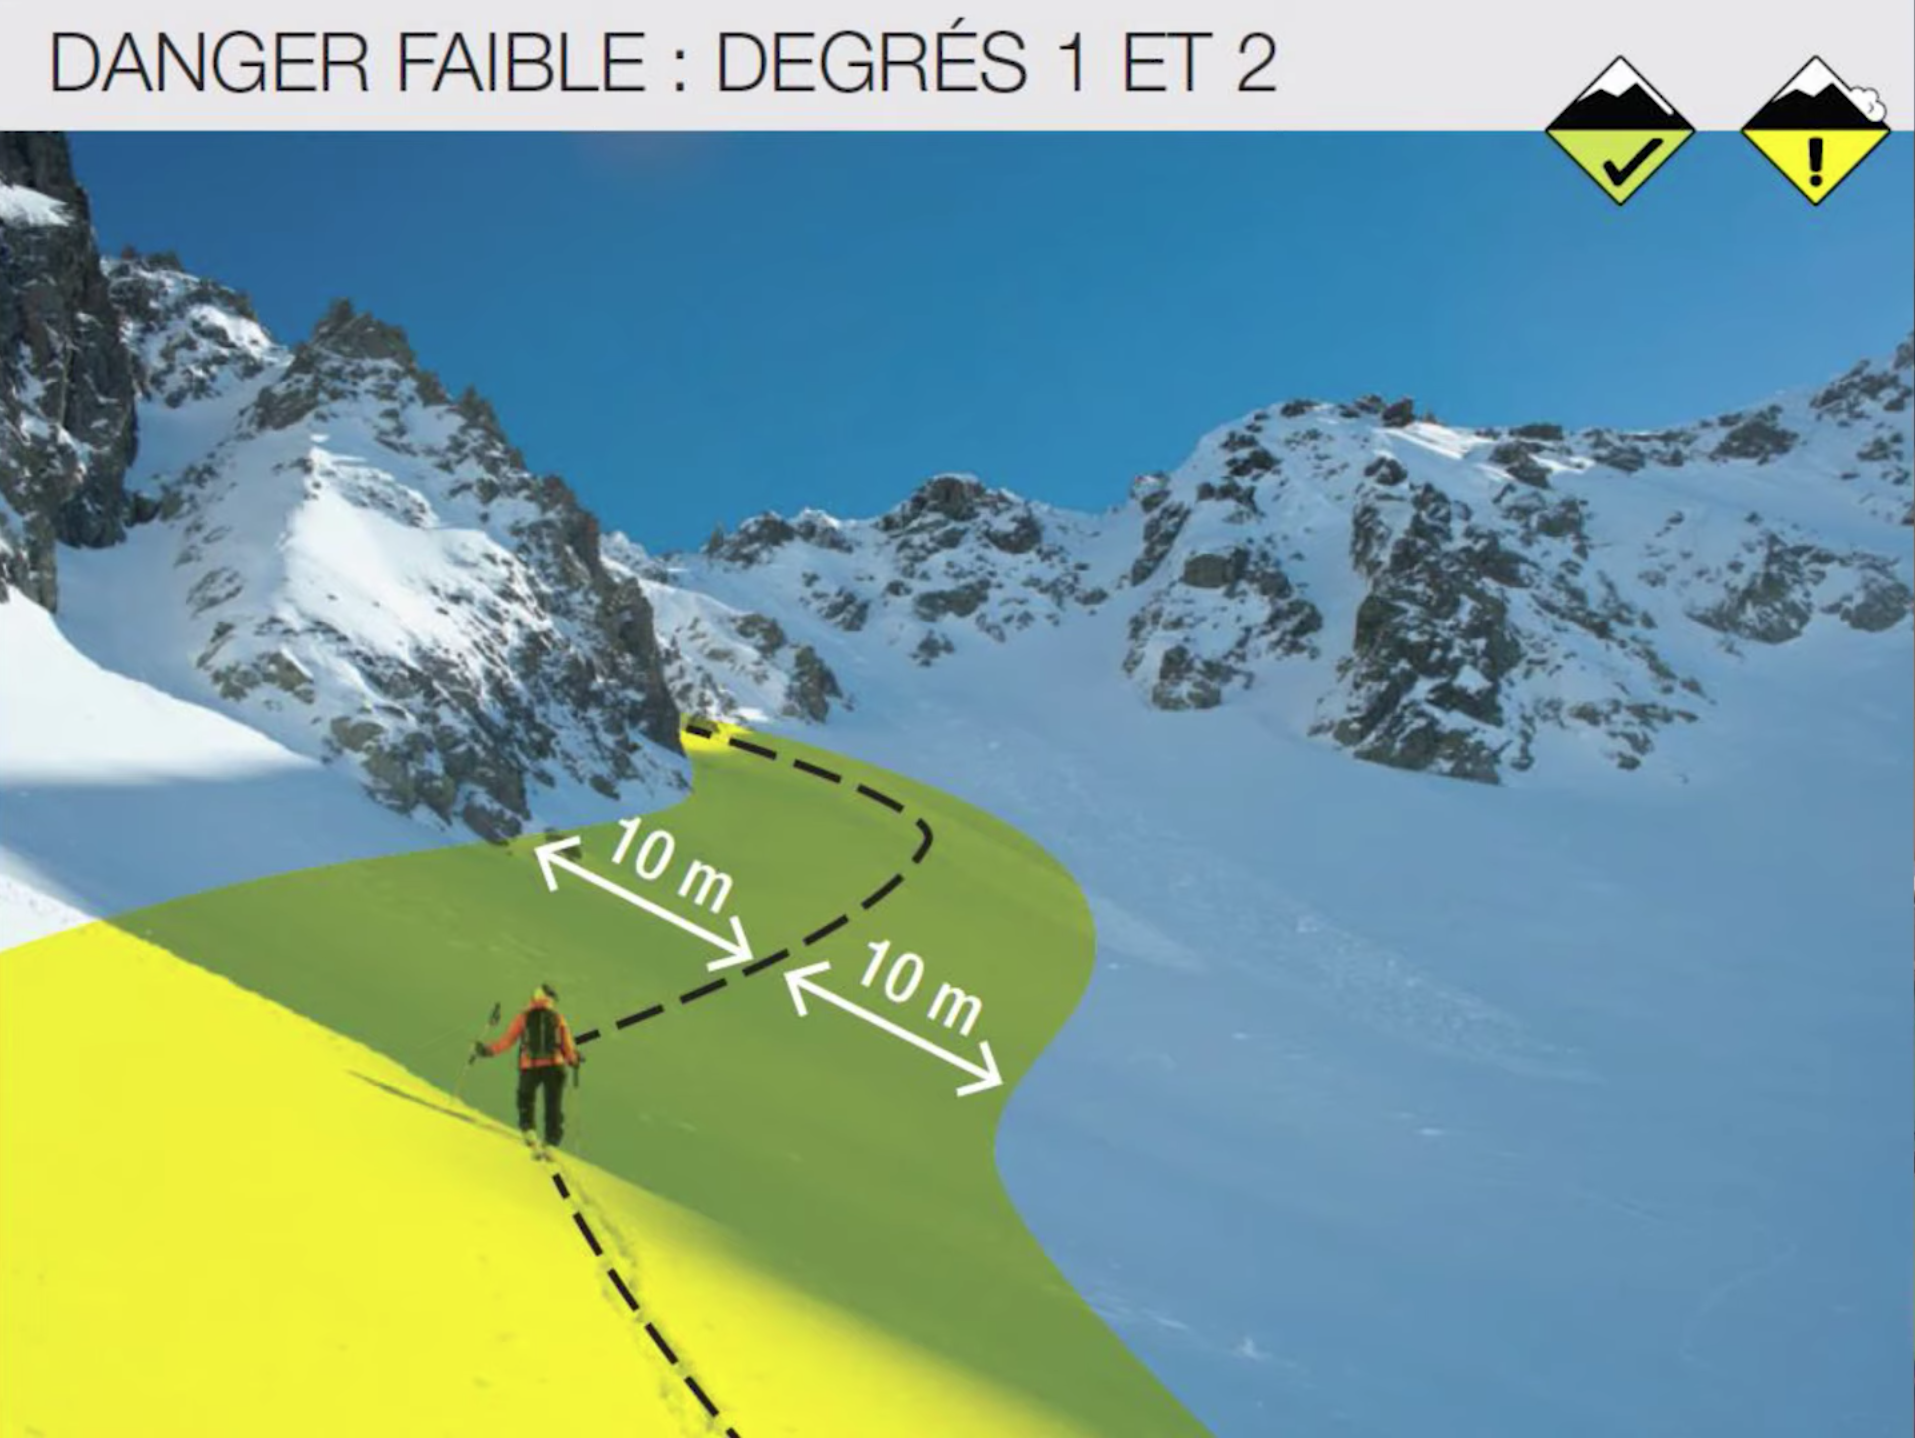 DANGER FAIBLE : DEGRÉS 1 ET 2
!
10 m
10 m